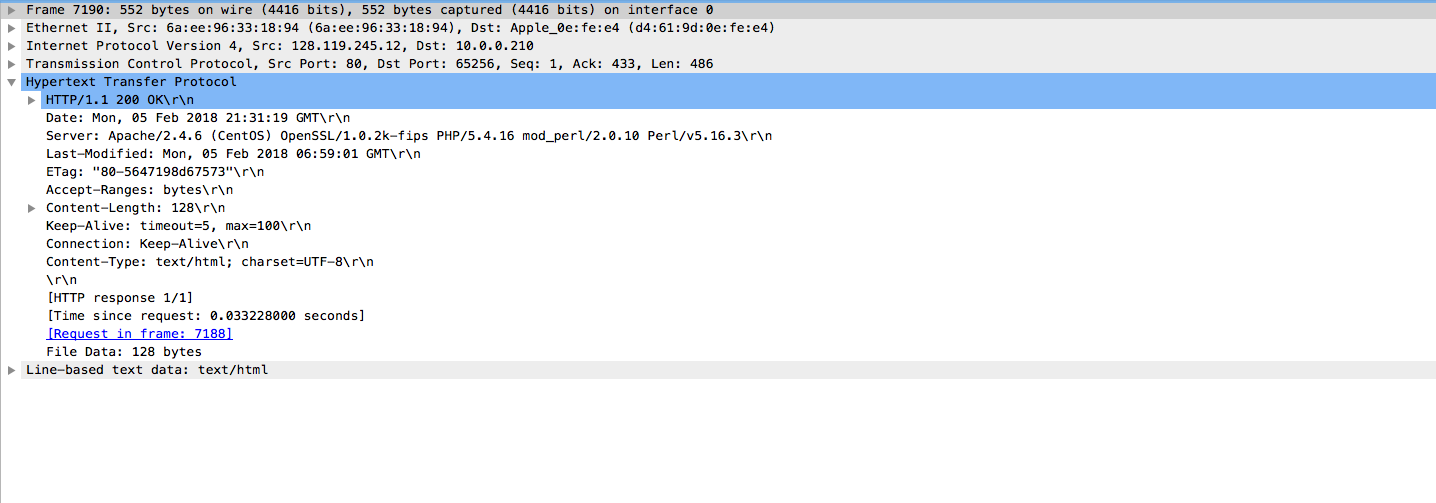 Frame 7190: 552 bytes on wire (4416 bits), 552 bytes captured (4416 bits) on interface 0
Ethernet II, Src: 6a:ee:96:33:18:94 (6a:ee:96:33:18:94), Dst: Apple_0e:fe:e4 (d4:61:9d:0e:fe:e4)
Internet Protocol Version 4, Src: 128.119.245.12, Dst: 10.0.0.210
Transmission Control Protocol, Src Port: 80, Dst Port: 65256, Seq: 1, Ack: 433, Len: 486
Hypertext Transfer Protocol
HTTP/1.1 200 OK\r\n
Date: Mon, 05 Feb 2018 21:31:19 GMT\r\n
Server: Apache/2.4.6 (CentOS) OpenSSL/1.0.2k-fips PHP/5.4.16 mod_perl/2.0.10 Perl/v5.16.3\r\n
Last-Modified: Mon, 05 Feb 2018 06:59:01 GMT\r\n
ETag: "80-5647198d67573"\r\n
Accept-Ranges: bytes\r\n
Content-Length: 128\r\n
Keep-Alive: timeout=5, max=100\r\n
Connection: Keep-Alive\r\n
Content-Type: text/html; charset=UTF-8\r\n
\r\n
[HTTP response 1/1]
[Time since request: 0.033228000 seconds]
[Request in frame: 7188]
File Data: 128 bytes
Line-based text data: text/html